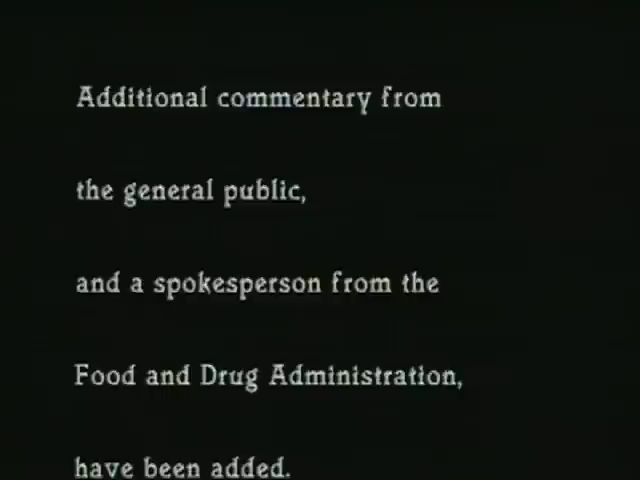 Additional commentary from
the general public,
and a spokesperson from the
Food and Drug Administration,
have been added.